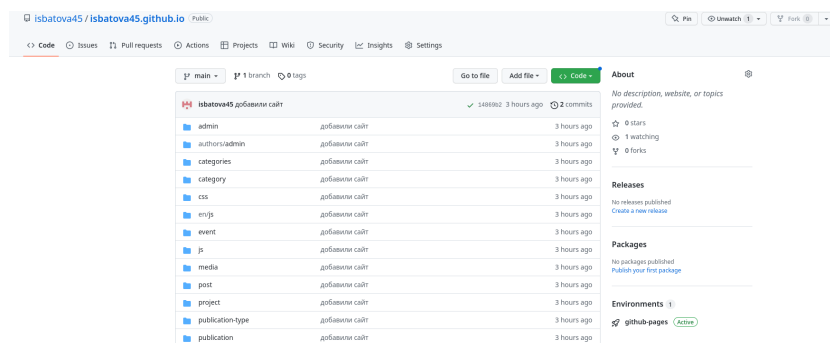 isbatova45 / isbatova45.github.io Public
Pin Unwatch 1 Fork 0
Code Issues Pull requests Actions Projects Wiki Security Insights Settings
main 1 branch 0 tags Go to file Add file Code
isbatova45 добавили сайт 14869b2 3 hours ago 2 commits
admin добавили сайт 3 hours ago
authors/admin добавили сайт 3 hours ago
categories добавили сайт 3 hours ago
category добавили сайт 3 hours ago
css добавили сайт 3 hours ago
en/js добавили сайт 3 hours ago
event добавили сайт 3 hours ago
js добавили сайт 3 hours ago
media добавили сайт 3 hours ago
post добавили сайт 3 hours ago
project добавили сайт 3 hours ago
publication-type добавили сайт 3 hours ago
publication добавили сайт 3 hours ago
About
No description, website, or topics
provided.
0 stars
1 watching
0 forks
Releases
No releases published
Create a new release
Packages
No packages published
Publish your first package
Environments 1
github-pages Active